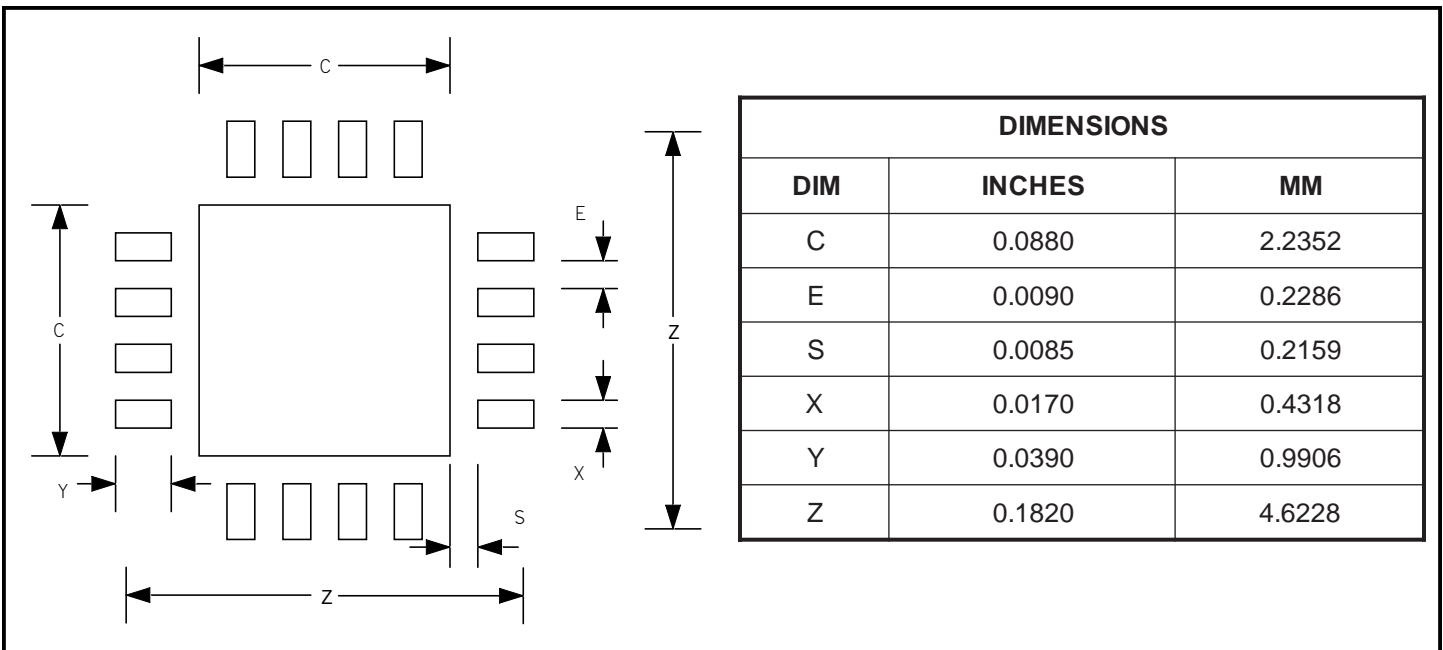 C
C
E
Z
Y
X
S
Z
DIMENSIONS
DIM INCHES MM
C 0.0880 2.2352
E 0.0090 0.2286
S 0.0085 0.2159
X 0.0170 0.4318
Y 0.0390 0.9906
Z 0.1820 4.6228